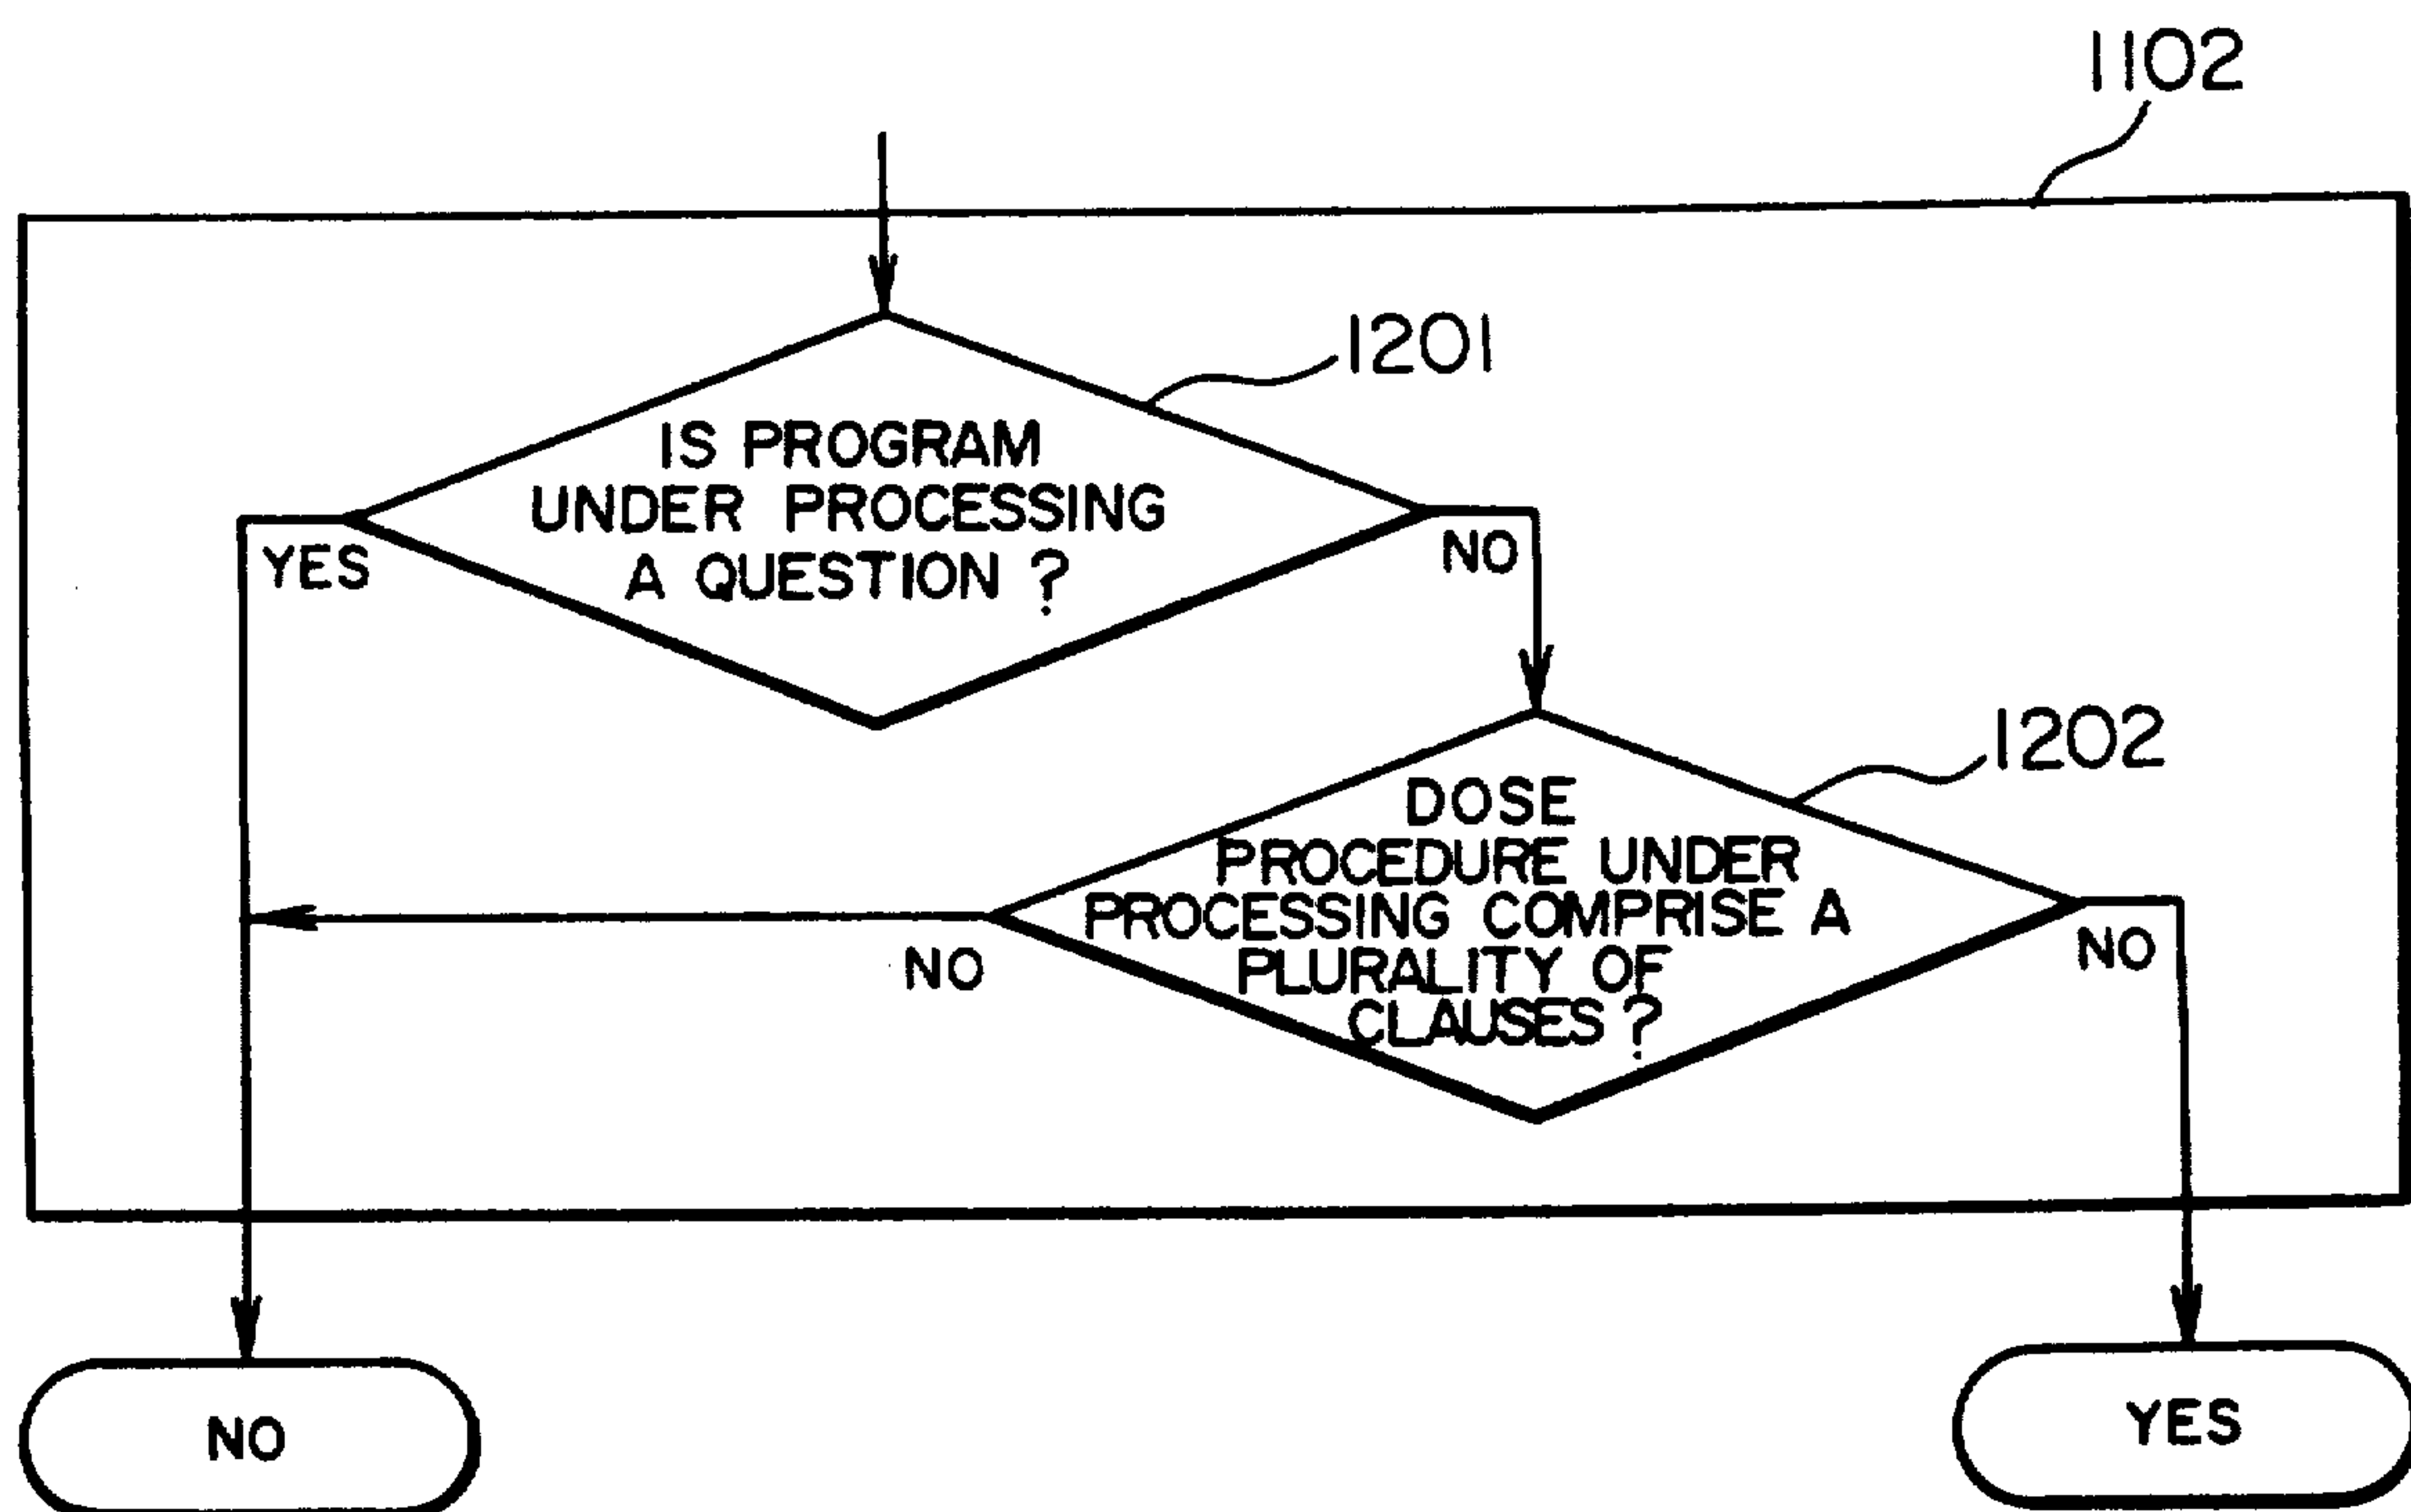 1102
1201
IS PROGRAM
UNDER PROCESSING
A QUESTION ?
YES
NO
1202
DOSE
PROCEDURE UNDER
PROCESSING COMPRISE A
PLURALITY OF
CLAUSES ?
NO
NO
NO
YES